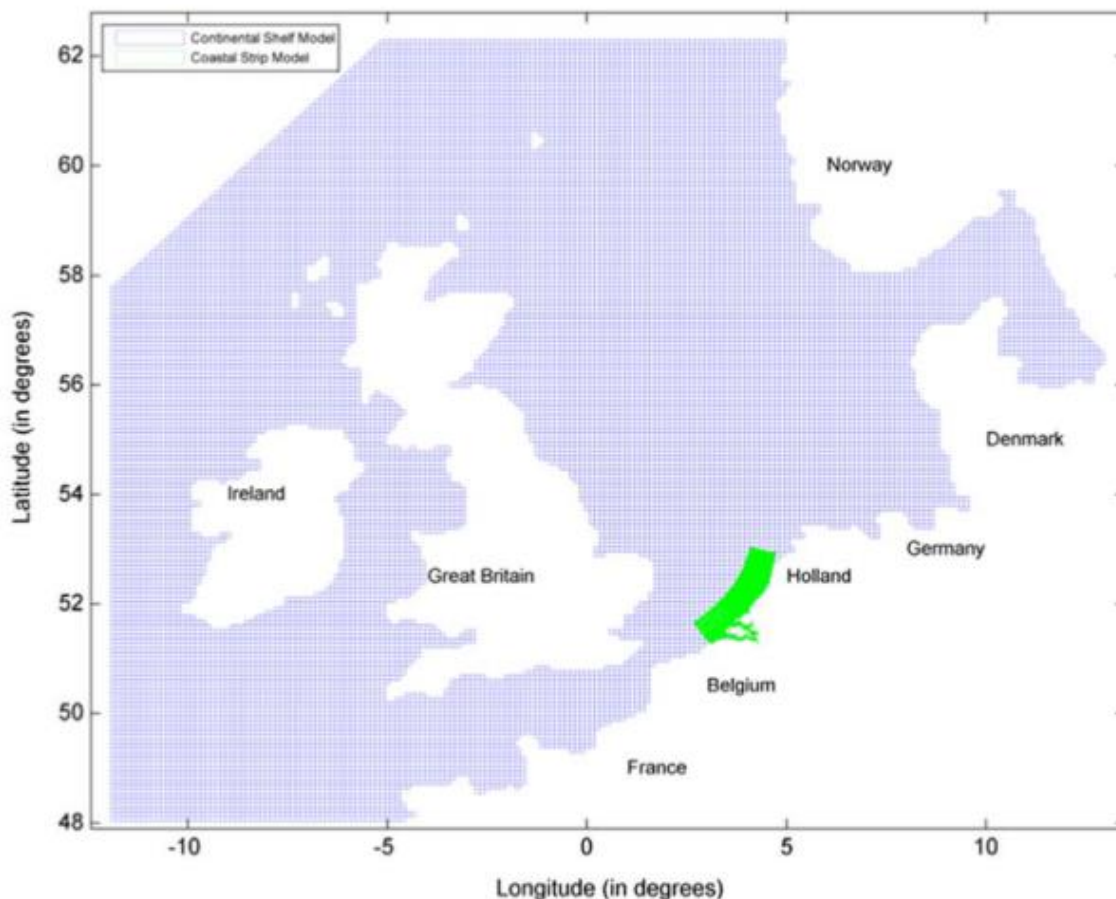 Continental Shelf Model
Coastal Strip Model
62
60
58
56
54
52
50
48
Latitude (in degrees)
Norway
Denmark
Ireland
Germany
Great Britain
Holland
Belgium
France
-10
-5
0
5
10
Longitude (in degrees)